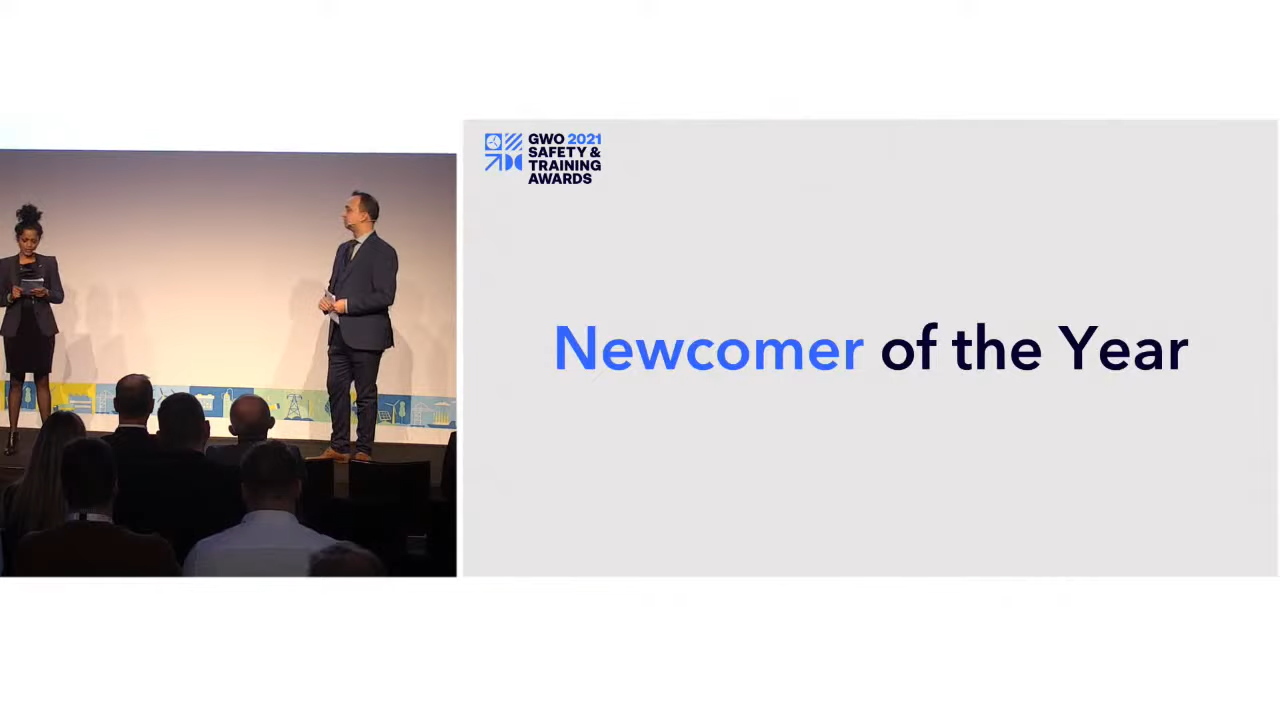 GWO 2021
SAFETY &
TRAINING
AWARDS
Newcomer of the Year